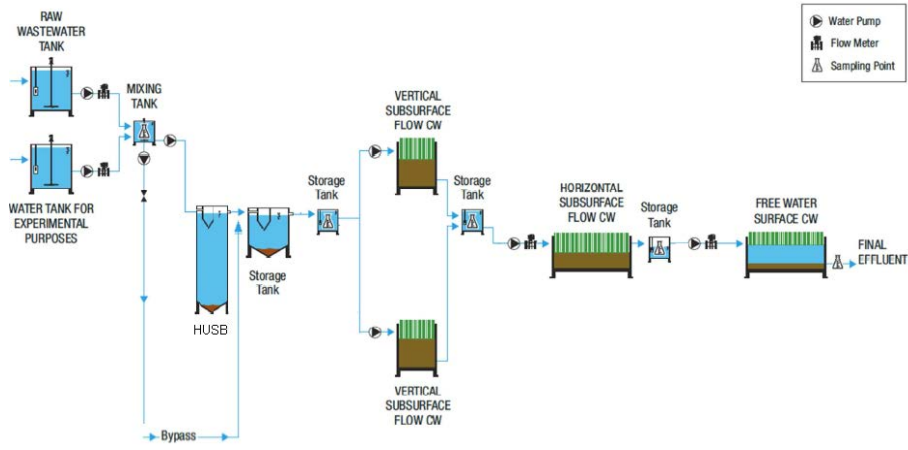 RAW
WASTEWATER
TANK
MIXING
TANK
WATER TANK FOR
EXPERIMENTAL
PURPOSES
Bypass
HUSB
Storage
Tank
Storage
Tank
VERTICAL
SUBSURFACE
FLOW CW
VERTICAL
SUBSURFACE
FLOW CW
Storage
Tank
HORIZONTAL
SUBSURFACE
FLOW CW
Storage
Tank
FREE WATER
SURFACE CW
FINAL
EFFLUENT
Water Pump
Flow Meter
Sampling Point